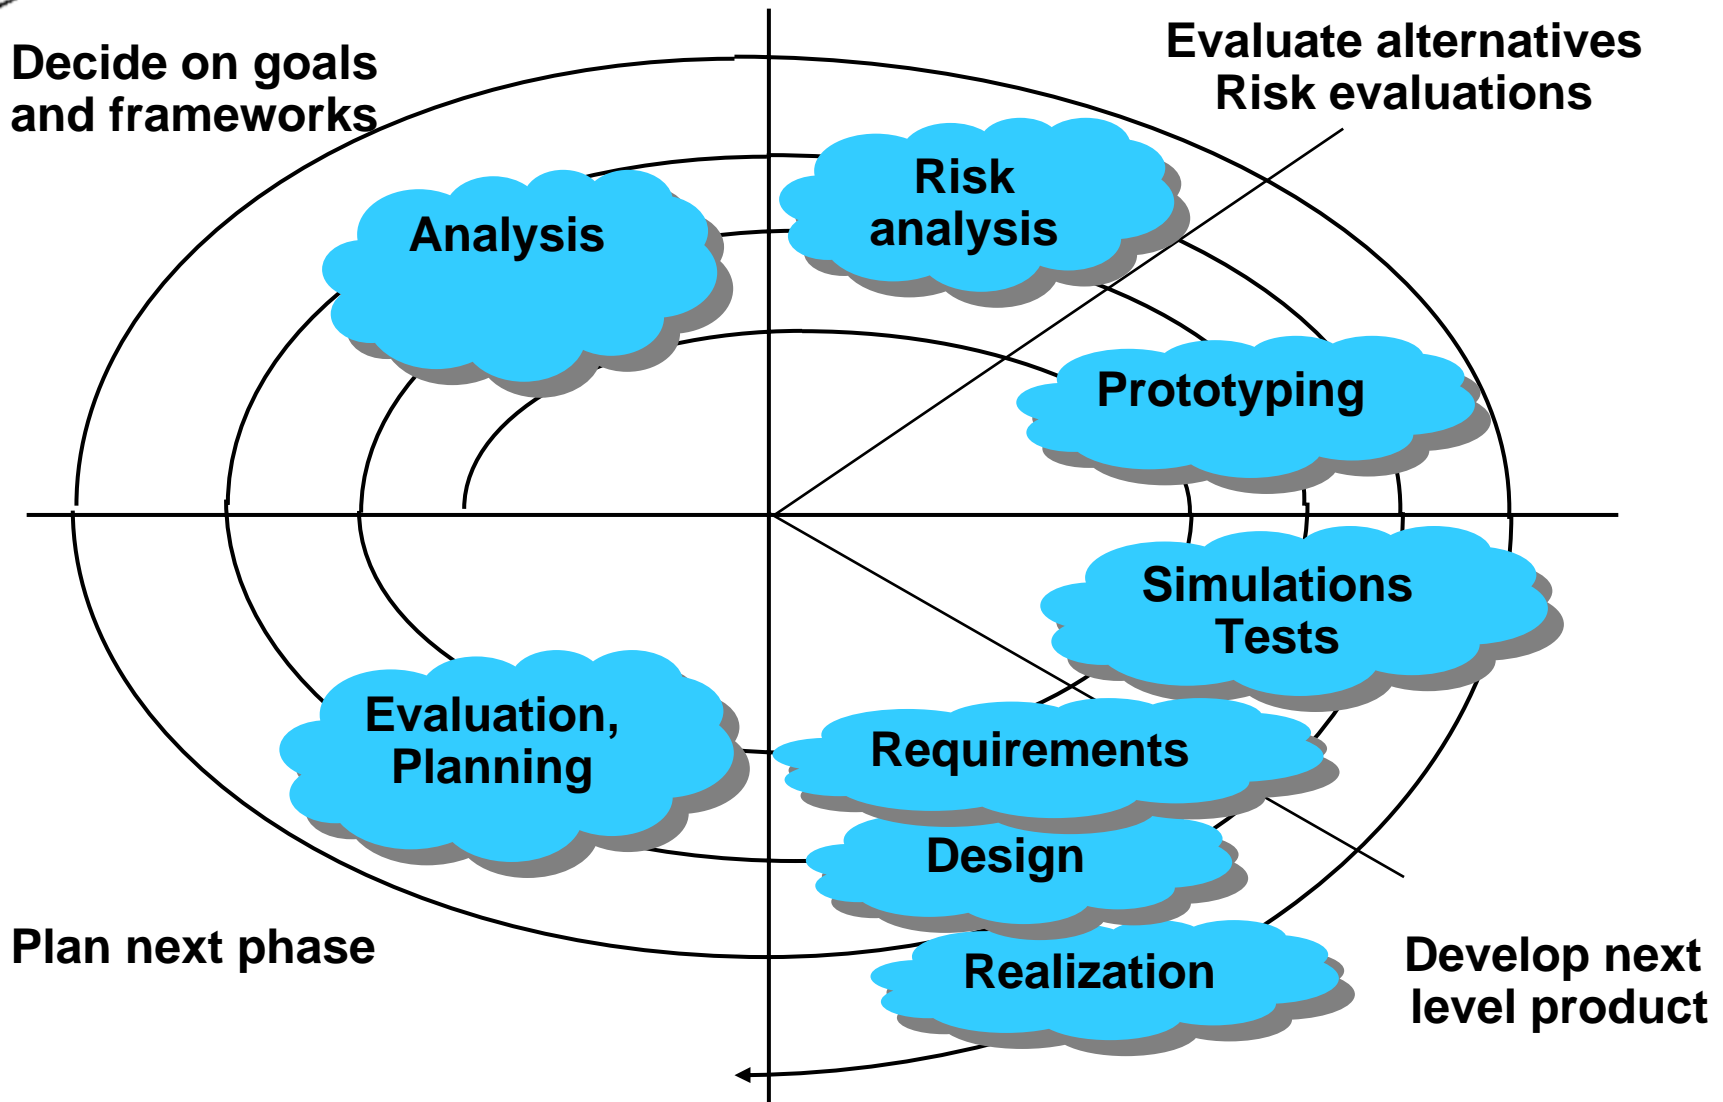 Decide on goals
and frameworks
Evaluate alternatives
Risk evaluations
Analysis
Risk
analysis
Prototyping
Simulations
Tests
Evaluation,
Planning
Requirements
Design
Realization
Plan next phase
Develop next
level product